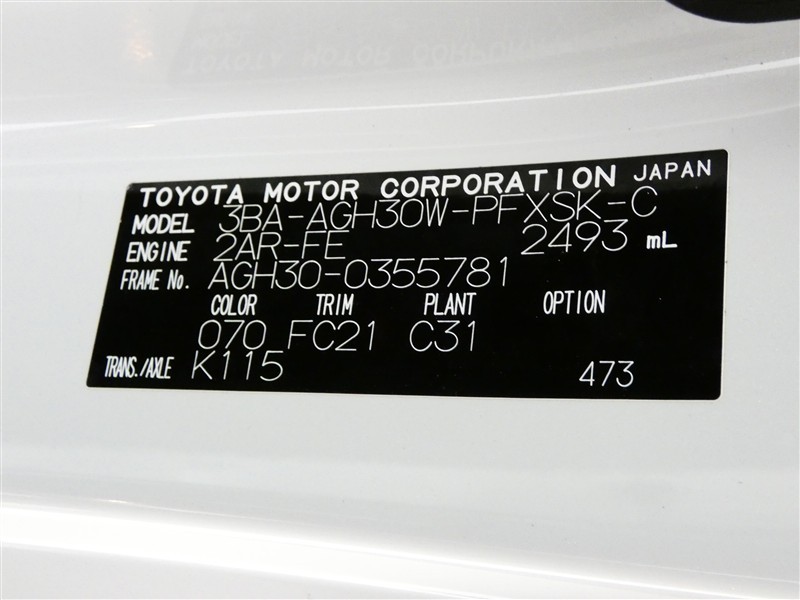 TOYOTA MOTOR CORPORATION JAPAN
MODEL 3BA-AGH30W-PFXSK-C
ENGINE 2AR-FE 2493 mL
FRAME No. AGH30-0355781
COLOR TRIM PLANT OPTION
070 FC21 C31
TRANS./AXLE K115 473